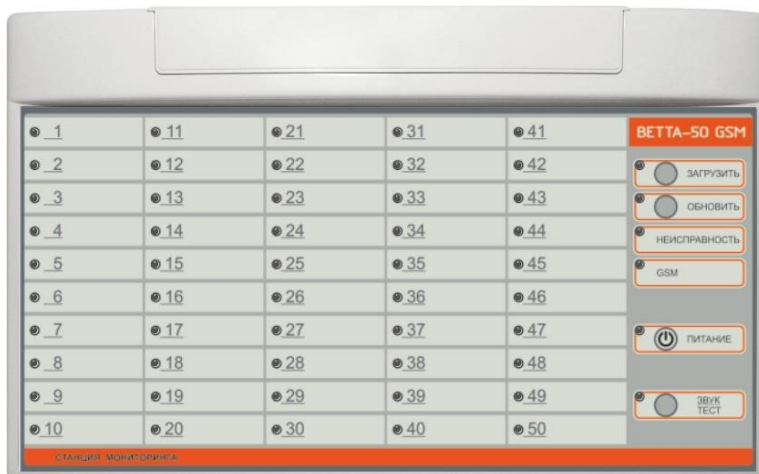 1 11 21 31 41
2 12 22 32 42
3 13 23 33 43
4 14 24 34 44
5 15 25 35 45
6 16 26 36 46
7 17 27 37 47
8 18 28 38 48
9 19 29 39 49
10 20 30 40 50
ВЕТТА-50 GSM
ЗАГРУЗИТЬ
ОБНОВИТЬ
НЕИСПРАВНОСТЬ
GSM
ПИТАНИЕ
ЗВУК
ТЕСТ
СТАНЦИЯ МОНИТОРИНГА